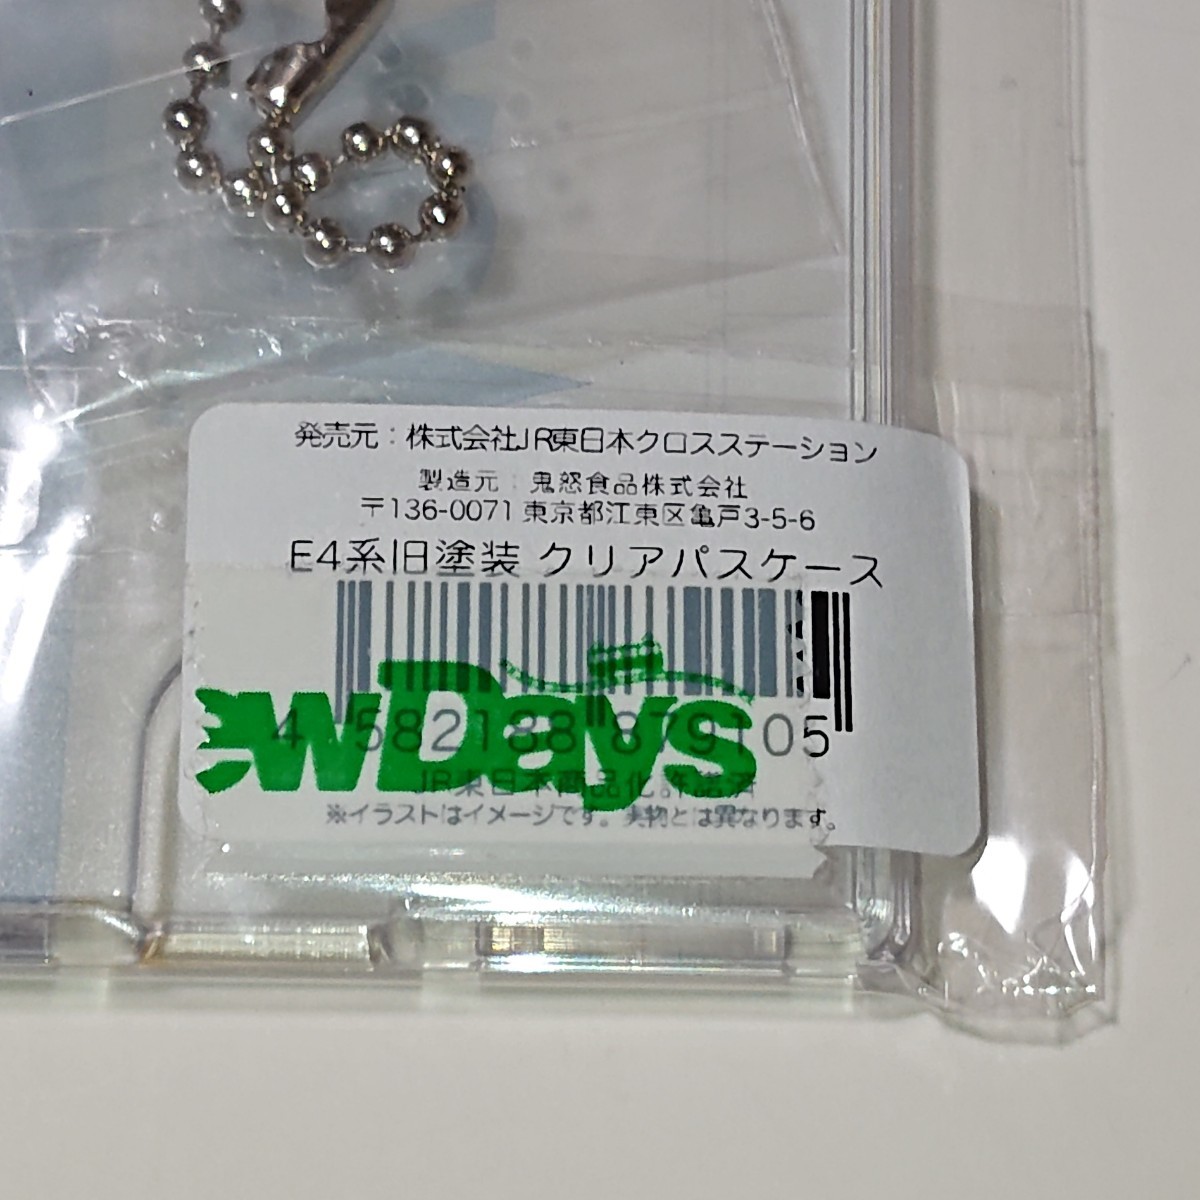 発売元：株式会社JR東日本クロスステーション
製造元：鬼怒食品株式会社
〒136-0071 東京都江東区亀戸3-5-6
E4系旧塗装 クリアパスケース
ewDays
4 582138 879105
JR東日本商品化許諾済
※イラストはイメージです。実物とは異なります。